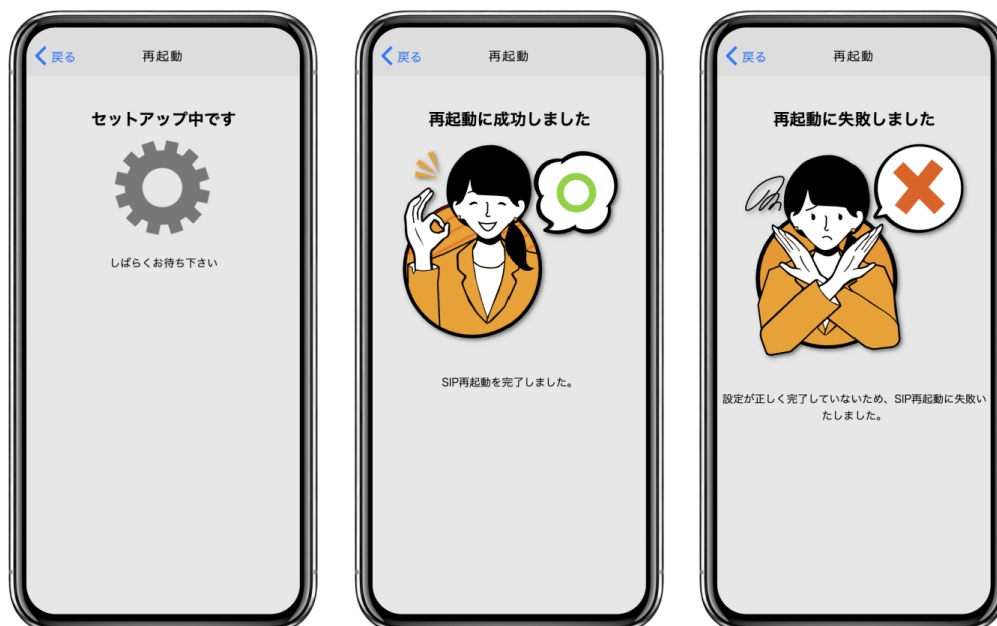 戻る
再起動
セットアップ中です
しばらくお待ち下さい
戻る
再起動
再起動に成功しました
SIP再起動を完了しました。
戻る
再起動
再起動に失敗しました
設定が正しく完了していないため、SIP再起動に失敗い
たしました。